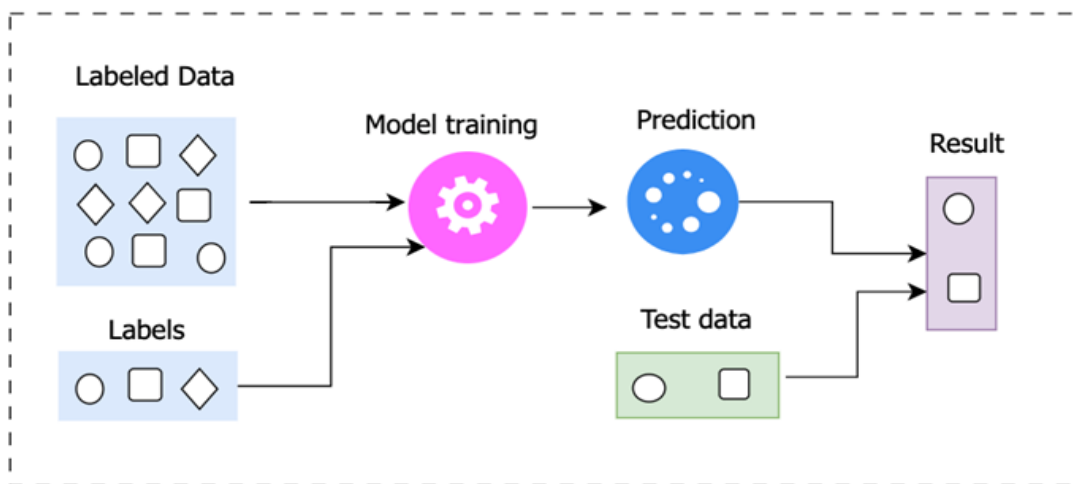 Labeled Data
Model training
Prediction
Result
Labels
Test data